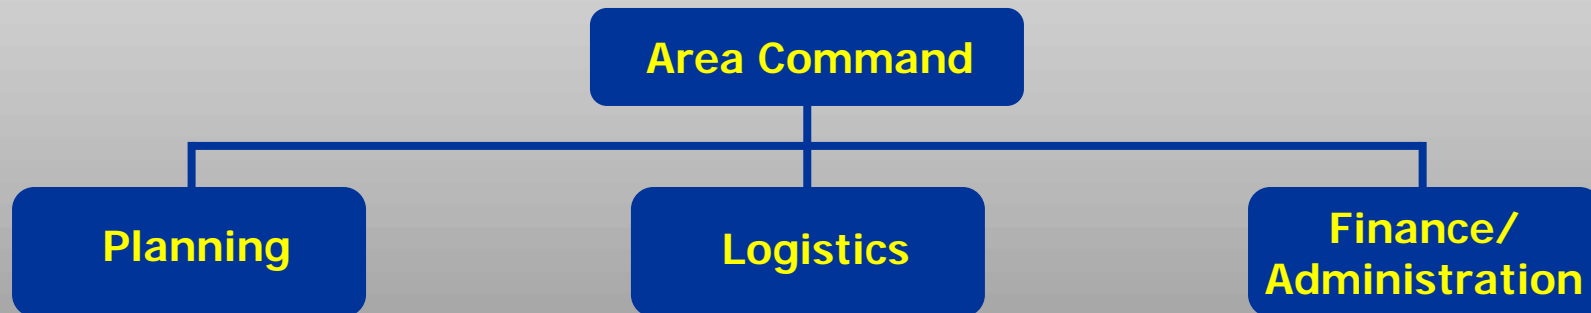 Area Command
Planning
Logistics
Finance/
Administration